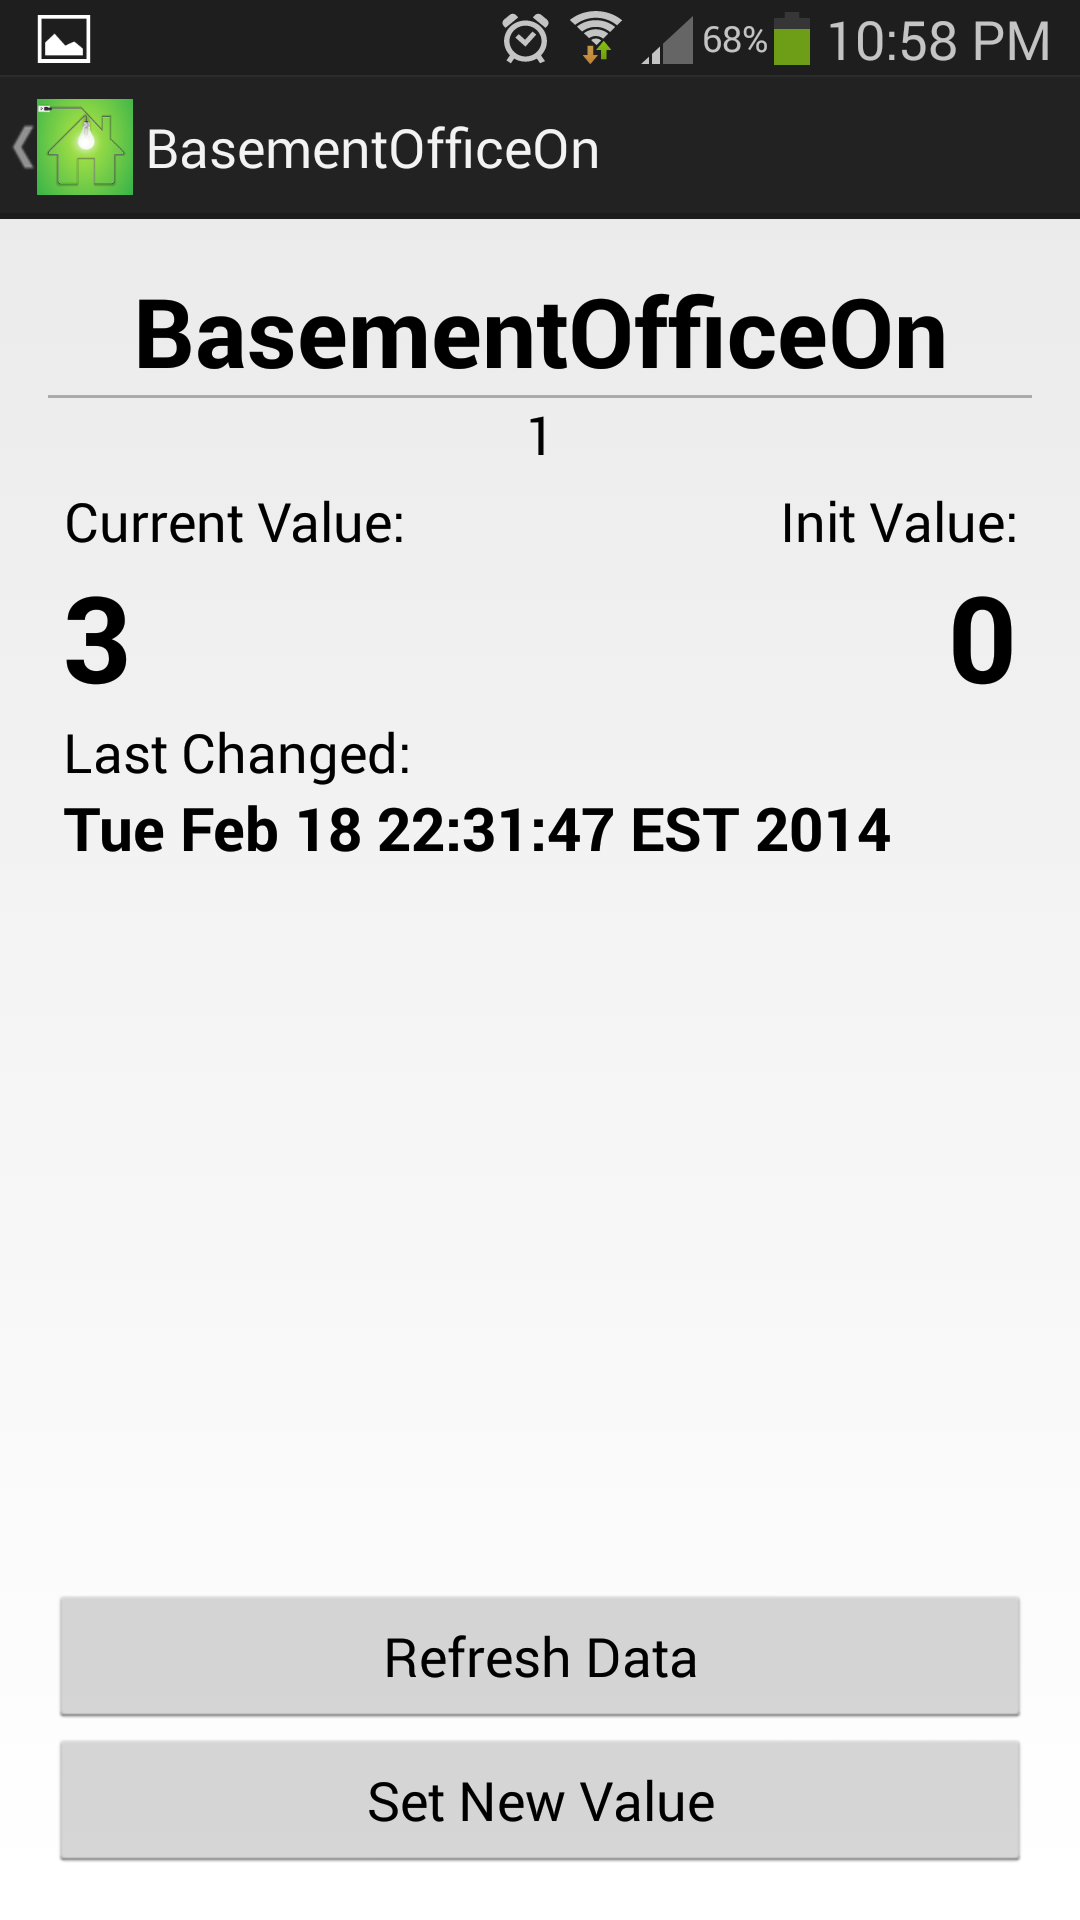 68% 10:58 PM
BasementOfficeOn
BasementOfficeOn
1
Current Value: Init Value:
3 0
Last Changed:
Tue Feb 18 22:31:47 EST 2014
Refresh Data
Set New Value